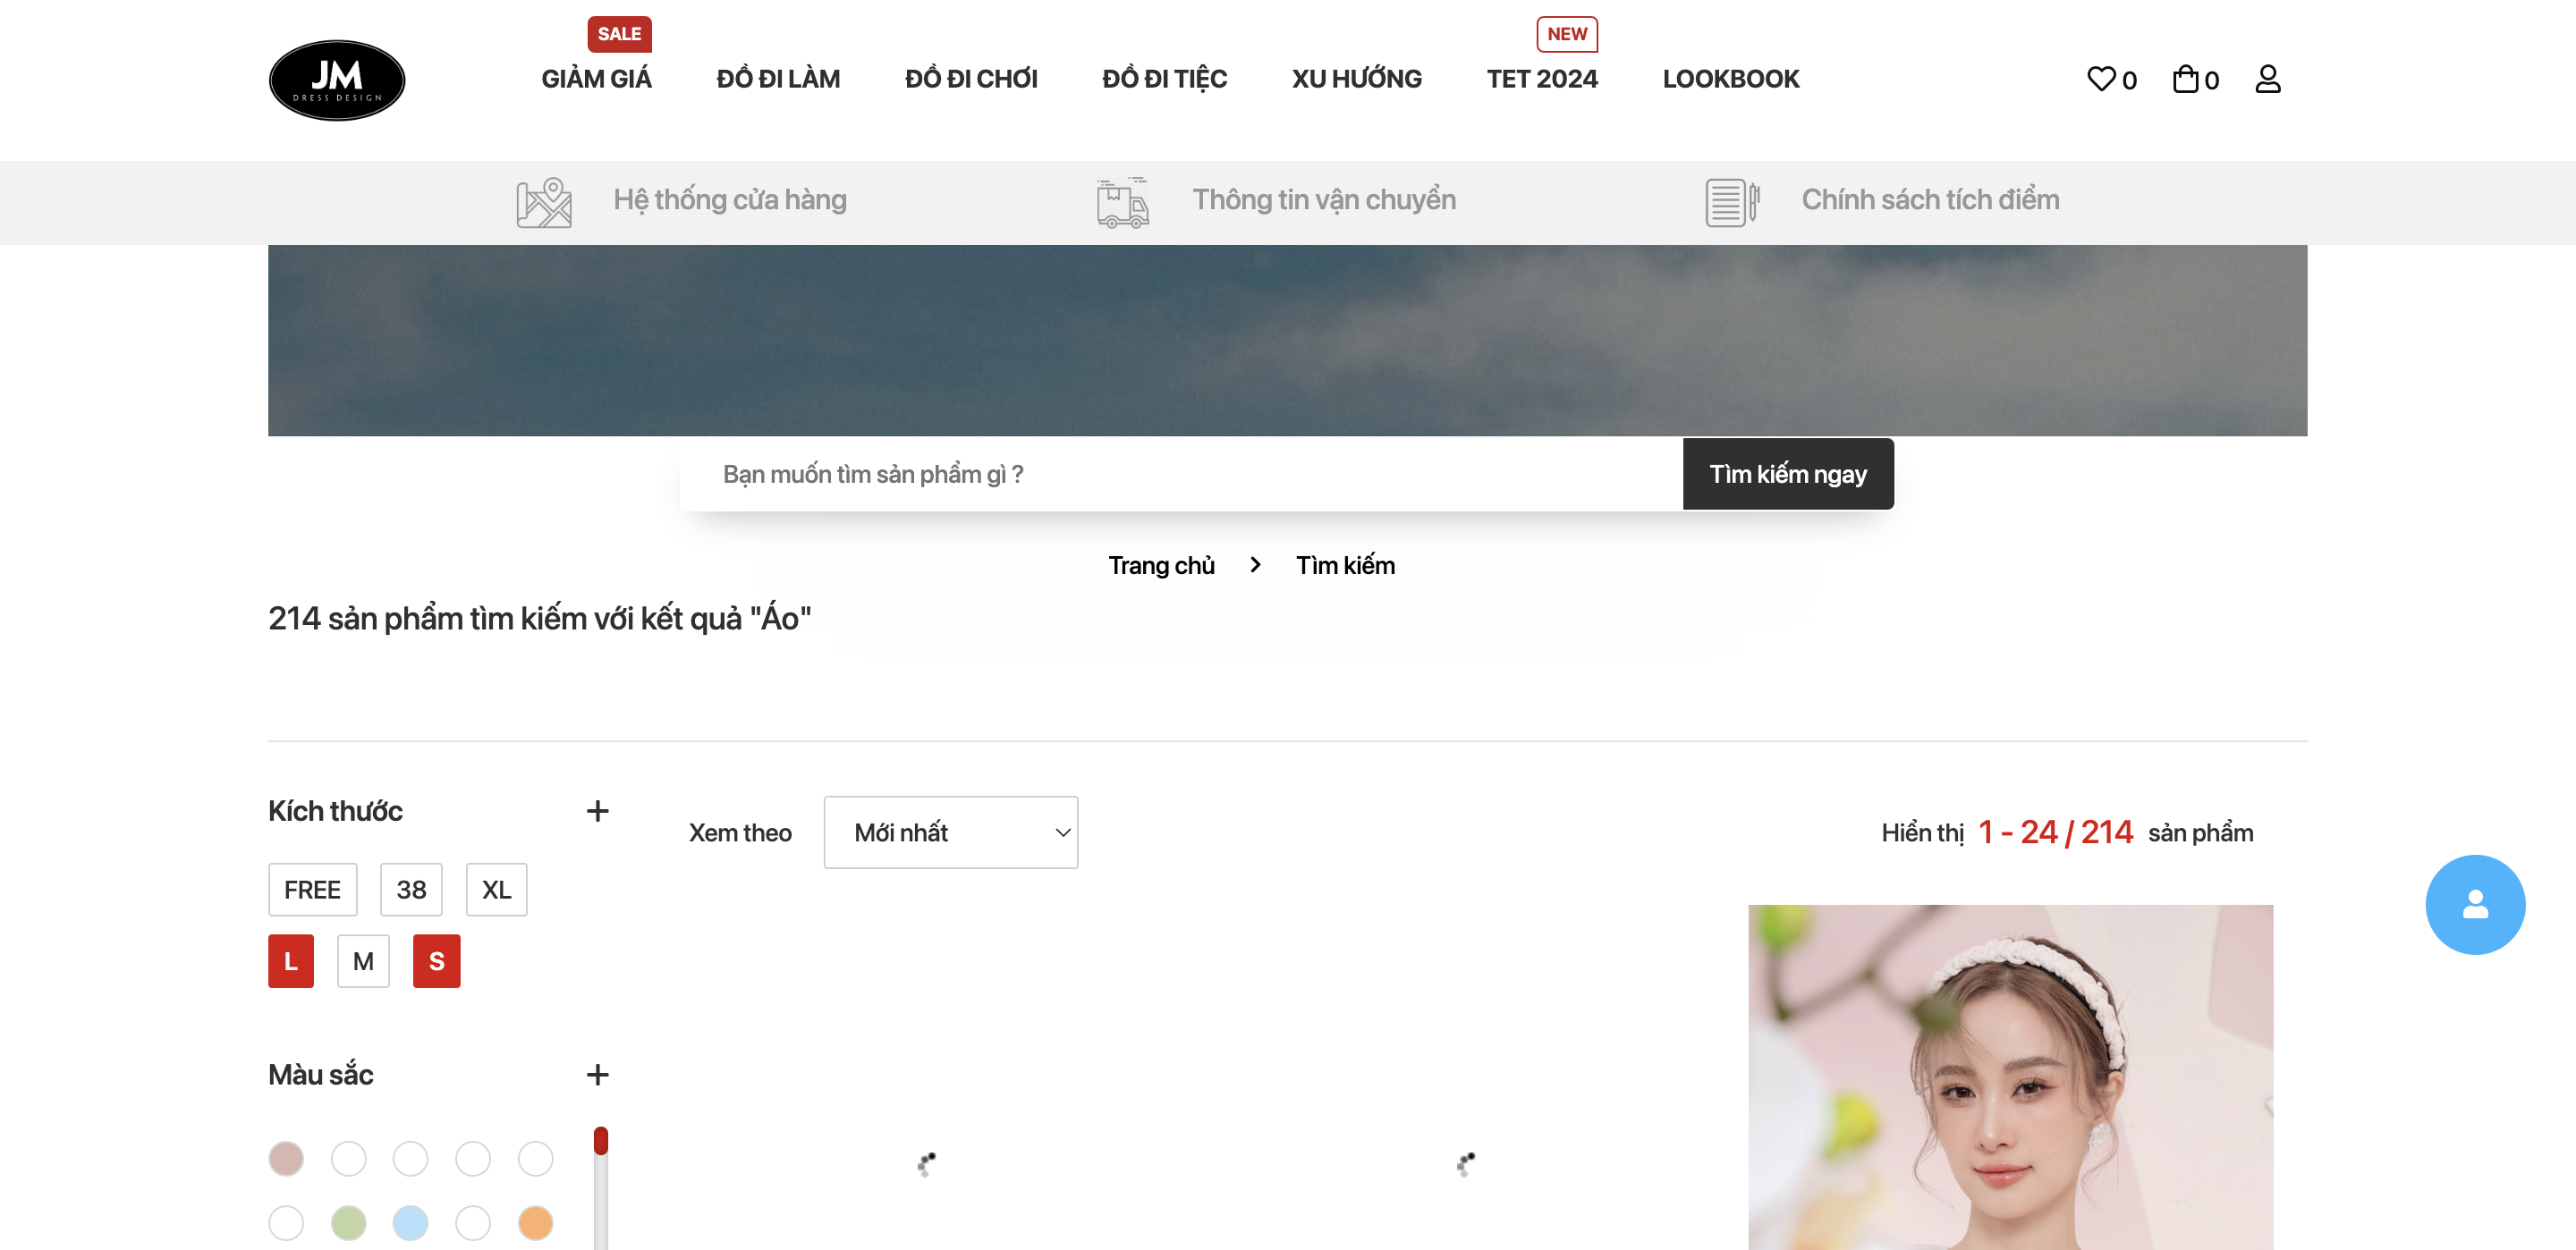 SALE
NEW
JM
DRESS DESIGN
GIẢM GIÁ
ĐỒ ĐI LÀM
ĐỒ ĐI CHƠI
ĐỒ ĐI TIỆC
XU HƯỚNG
TET 2024
LOOKBOOK
0
0
Hệ thống cửa hàng
Thông tin vận chuyển
Chính sách tích điểm
Bạn muốn tìm sản phẩm gì ?
Tìm kiếm ngay
Trang chủ
Tìm kiếm
214 sản phẩm tìm kiếm với kết quả "Áo"
Kích thước
Xem theo
Mới nhất
Hiển thị 1 - 24 / 214 sản phẩm
FREE
38
XL
L
M
S
Màu sắc